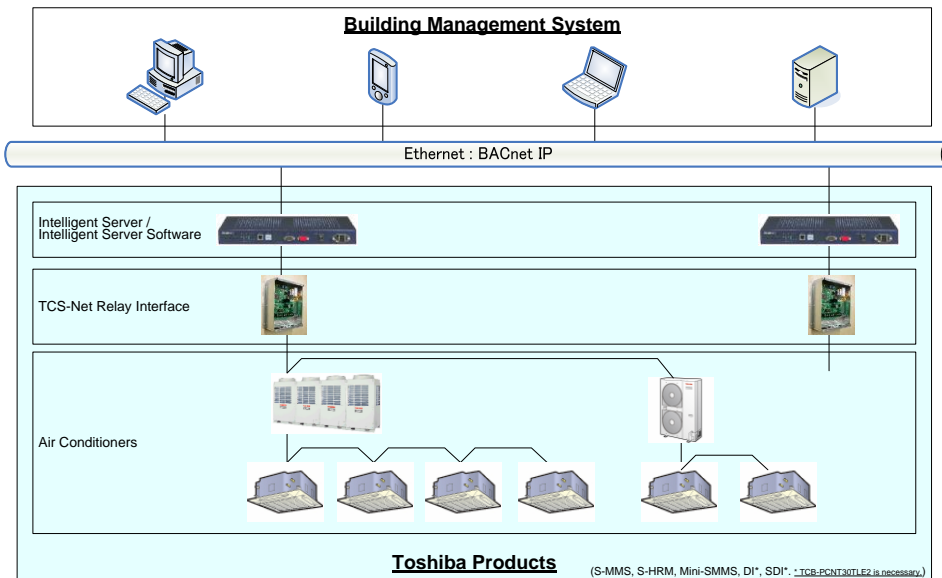 Building Management System
Ethernet : BACnet IP
Intelligent Server /
Intelligent Server Software
TCS-Net Relay Interface
Air Conditioners
Toshiba Products
(S-MMS, S-HRM, Mini-SMMS, DI*, SDI*. * TCB-PCNT30TLE2 is necessary.)